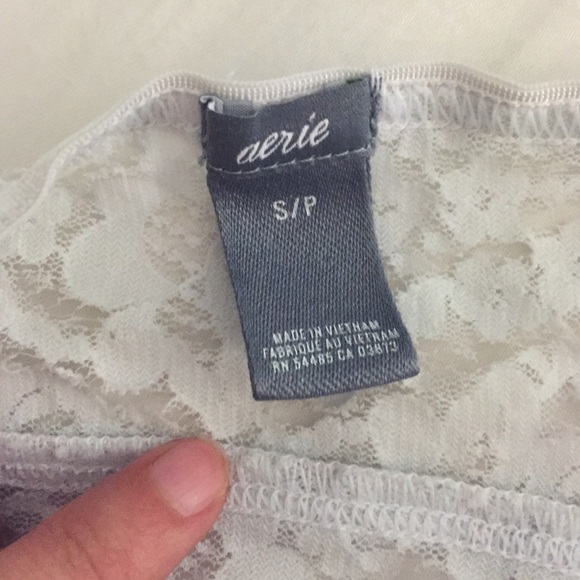 aerie
S/P
MADE IN VIETNAM
FABRIQUÉ AU VIETNAM
RN 54485 CA 03813